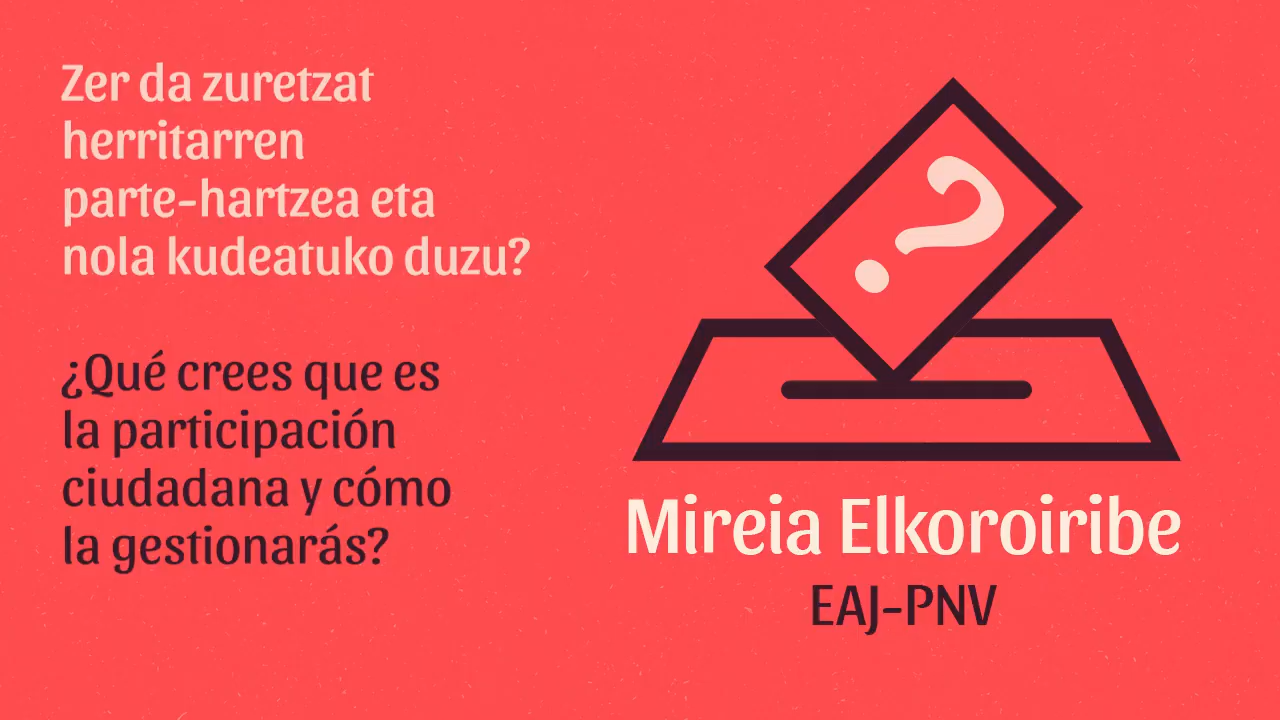 Zer da zuretzat
herritarren
parte-hartzea eta
nola kudeatuko duzu?
¿Qué crees que es
la participación
ciudadana y cómo
la gestionarás?
?
Mireia Elkoroiribe
EAJ-PNV